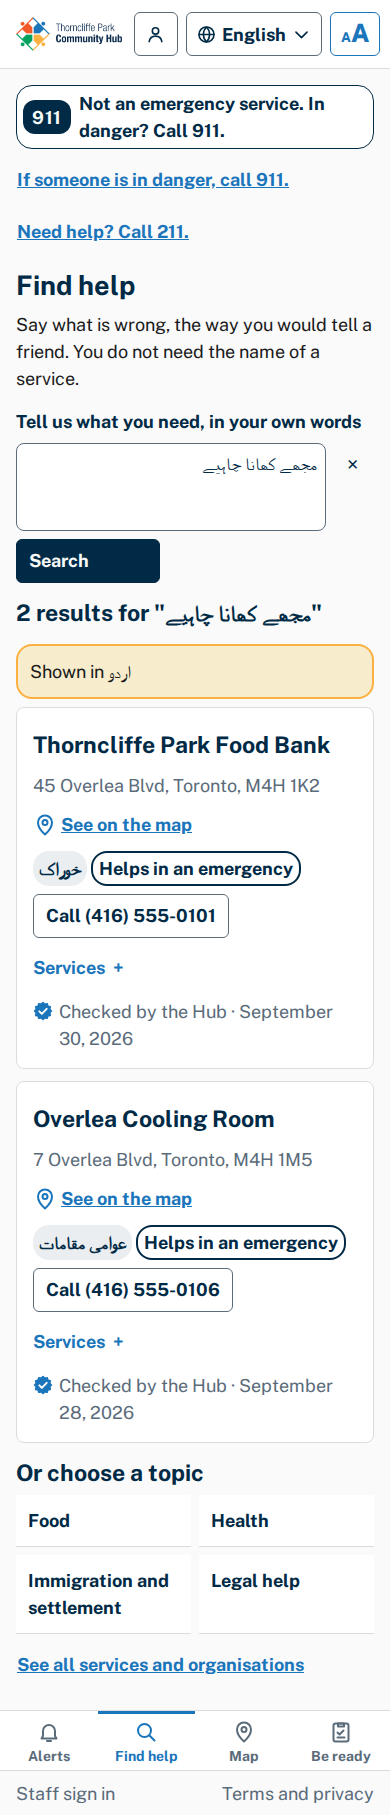 Thorncliffe Park
Community Hub
English
AA
911
Not an emergency service. In
danger? Call 911.
If someone is in danger, call 911.
Need help? Call 211.
Find help
Say what is wrong, the way you would tell a
friend. You do not need the name of a
service.
Tell us what you need, in your own words
مجھے کھانا چاہیے
×
Search
2 results for "مجھے کھانا چاہیے"
Shown in اردو
Thorncliffe Park Food Bank
45 Overlea Blvd, Toronto, M4H 1K2
See on the map
خوراک
Helps in an emergency
Call (416) 555-0101
Services +
Checked by the Hub · September
30, 2026
Overlea Cooling Room
7 Overlea Blvd, Toronto, M4H 1M5
See on the map
عوامی مقامات
Helps in an emergency
Call (416) 555-0106
Services +
Checked by the Hub · September
28, 2026
Or choose a topic
Food
Health
Immigration and
settlement
Legal help
See all services and organisations
Alerts
Find help
Map
Be ready
Staff sign in
Terms and privacy